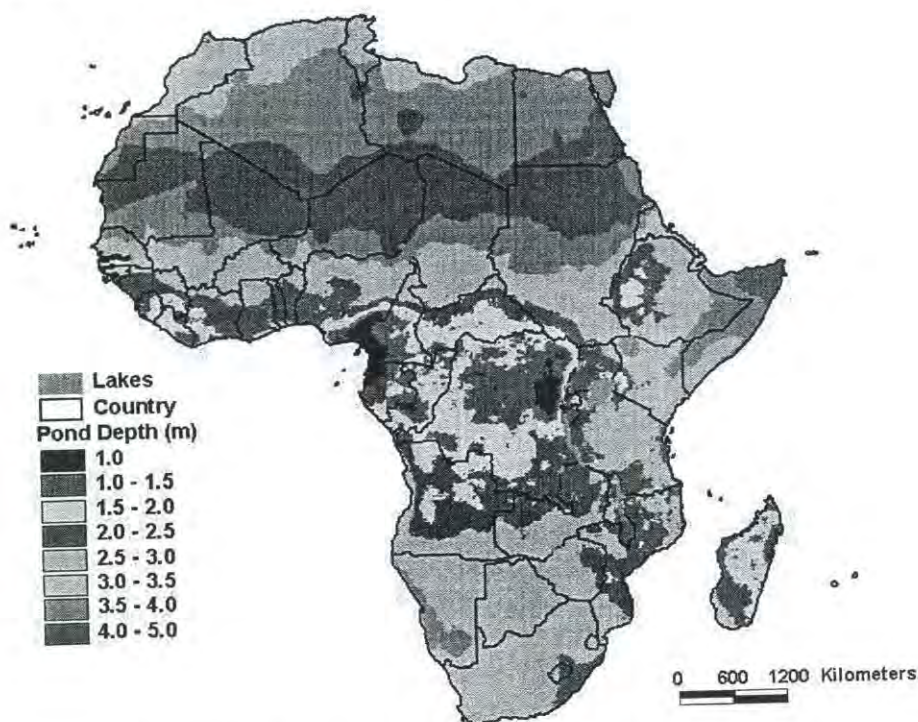 Lakes
Country
Pond Depth (m)
1.0
1.0 - 1.5
1.5 - 2.0
2.0 - 2.5
2.5 - 3.0
3.0 - 3.5
3.5 - 4.0
4.0 - 5.0
0 600 1200 Kilometers